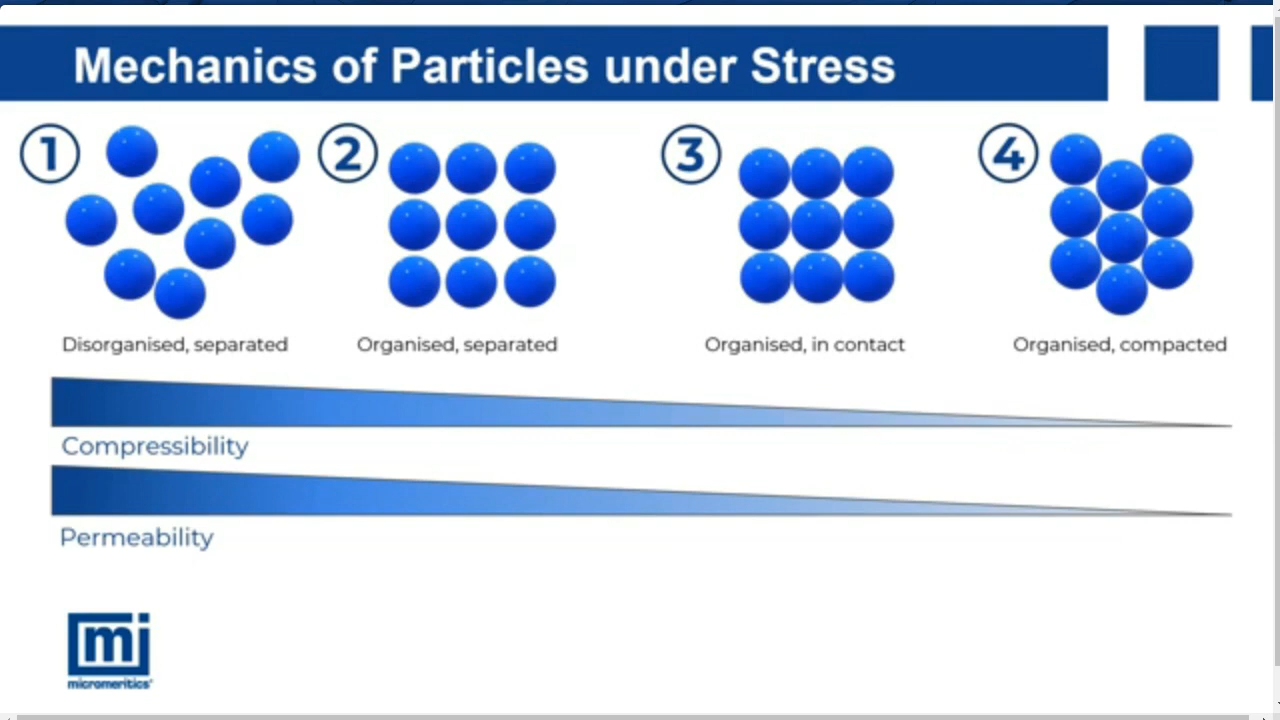 Mechanics of Particles under Stress
1
2
3
4
Disorganised, separated
Organised, separated
Organised, in contact
Organised, compacted
Compressibility
Permeability
mi
micromeritics®